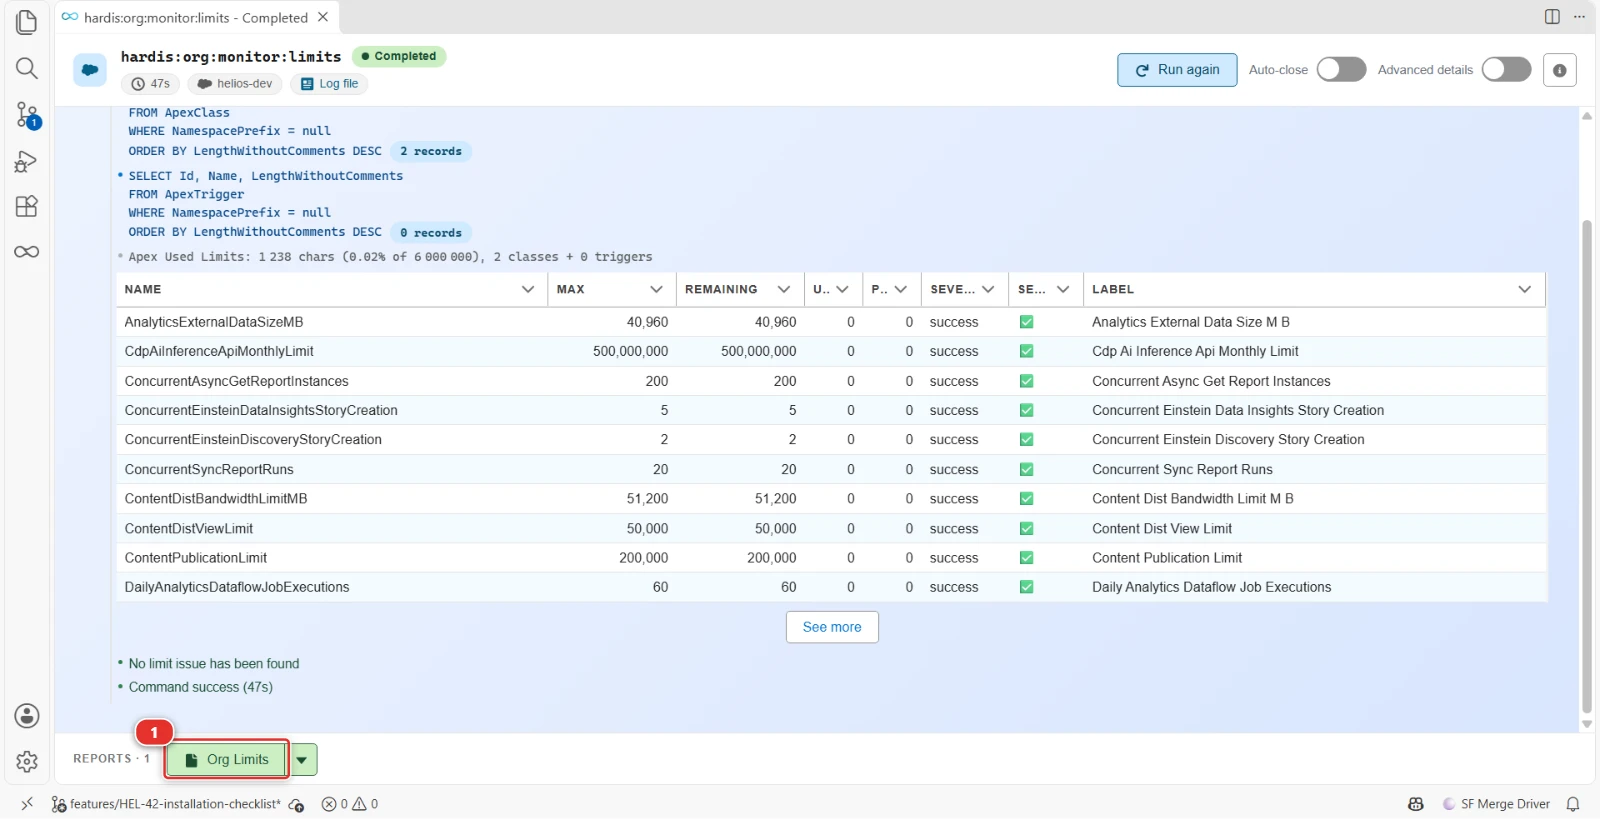 hardis:org:monitor:limits - Completed
hardis:org:monitor:limits
Completed
47s
helios-dev
Log file
Run again
Auto-close
Advanced details
1
FROM ApexClass
WHERE NamespacePrefix = null
ORDER BY LengthWithoutComments DESC 2 records
SELECT Id, Name, LengthWithoutComments
FROM ApexTrigger
WHERE NamespacePrefix = null
ORDER BY LengthWithoutComments DESC 0 records
Apex Used Limits: 1 238 chars (0.02% of 6 000 000), 2 classes + 0 triggers
NAME MAX REMAINING U.. P.. SEVE... SE... LABEL
AnalyticsExternalDataSizeMB 40,960 40,960 0 0 success Analytics External Data Size M B
CdpAiInferenceApiMonthlyLimit 500,000,000 500,000,000 0 0 success Cdp Ai Inference Api Monthly Limit
ConcurrentAsyncGetReportInstances 200 200 0 0 success Concurrent Async Get Report Instances
ConcurrentEinsteinDataInsightsStoryCreation 5 5 0 0 success Concurrent Einstein Data Insights Story Creation
ConcurrentEinsteinDiscoveryStoryCreation 2 2 0 0 success Concurrent Einstein Discovery Story Creation
ConcurrentSyncReportRuns 20 20 0 0 success Concurrent Sync Report Runs
ContentDistBandwidthLimitMB 51,200 51,200 0 0 success Content Dist Bandwidth Limit M B
ContentDistViewLimit 50,000 50,000 0 0 success Content Dist View Limit
ContentPublicationLimit 200,000 200,000 0 0 success Content Publication Limit
DailyAnalyticsDataflowJobExecutions 60 60 0 0 success Daily Analytics Dataflow Job Executions
See more
No limit issue has been found
Command success (47s)
1
REPORTS · 1
Org Limits
features/HEL-42-installation-checklist* 0 0 SF Merge Driver